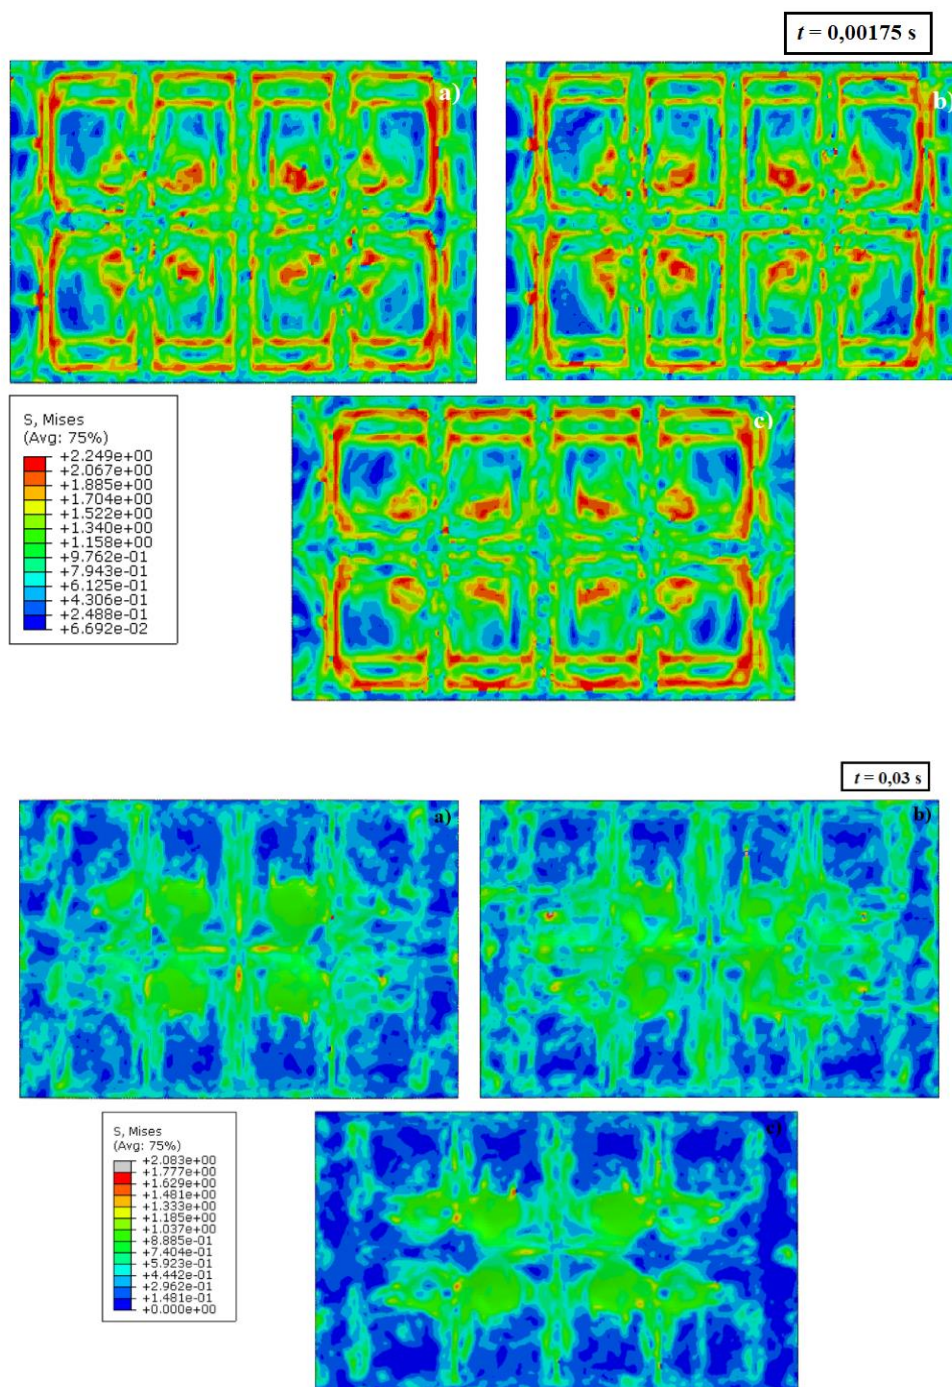 t = 0,00175 s
a)
b)
S, Mises
(Avg: 75%)
+2.249e+00
+2.067e+00
+1.885e+00
+1.704e+00
+1.522e+00
+1.340e+00
+1.158e+00
+9.762e-01
+7.943e-01
+6.125e-01
+4.306e-01
+2.488e-01
+6.692e-02
c)
t = 0,03 s
a)
b)
S, Mises
(Avg: 75%)
+2.083e+00
+1.777e+00
+1.629e+00
+1.481e+00
+1.333e+00
+1.185e+00
+1.037e+00
+8.885e-01
+7.404e-01
+5.923e-01
+4.442e-01
+2.962e-01
+1.481e-01
+0.000e+00
c)